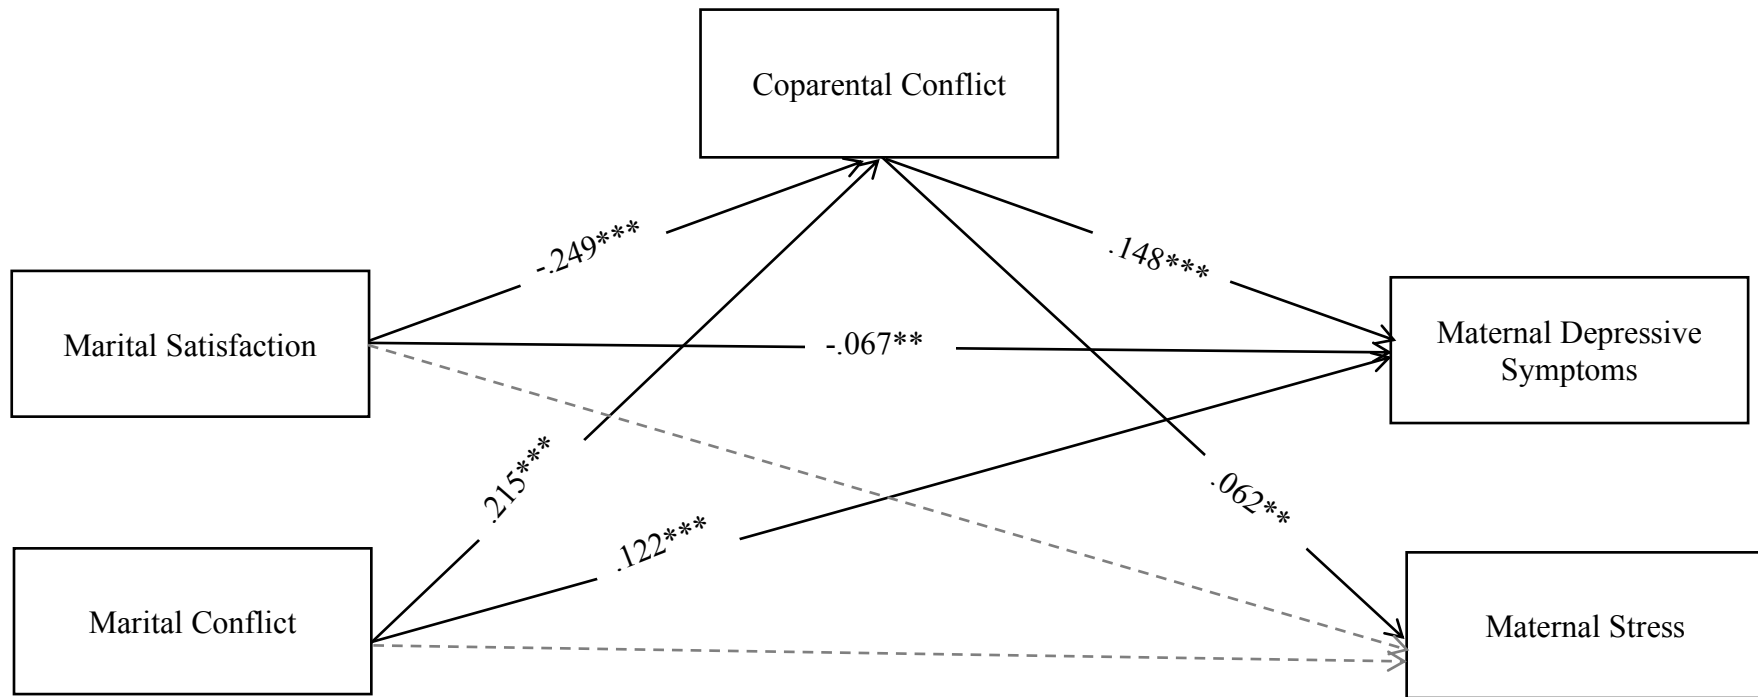 Coparental Conflict
-.249***
.148***
Marital Satisfaction
-.067**
Maternal Depressive
Symptoms
.215***
.062**
.122***
Marital Conflict
Maternal Stress